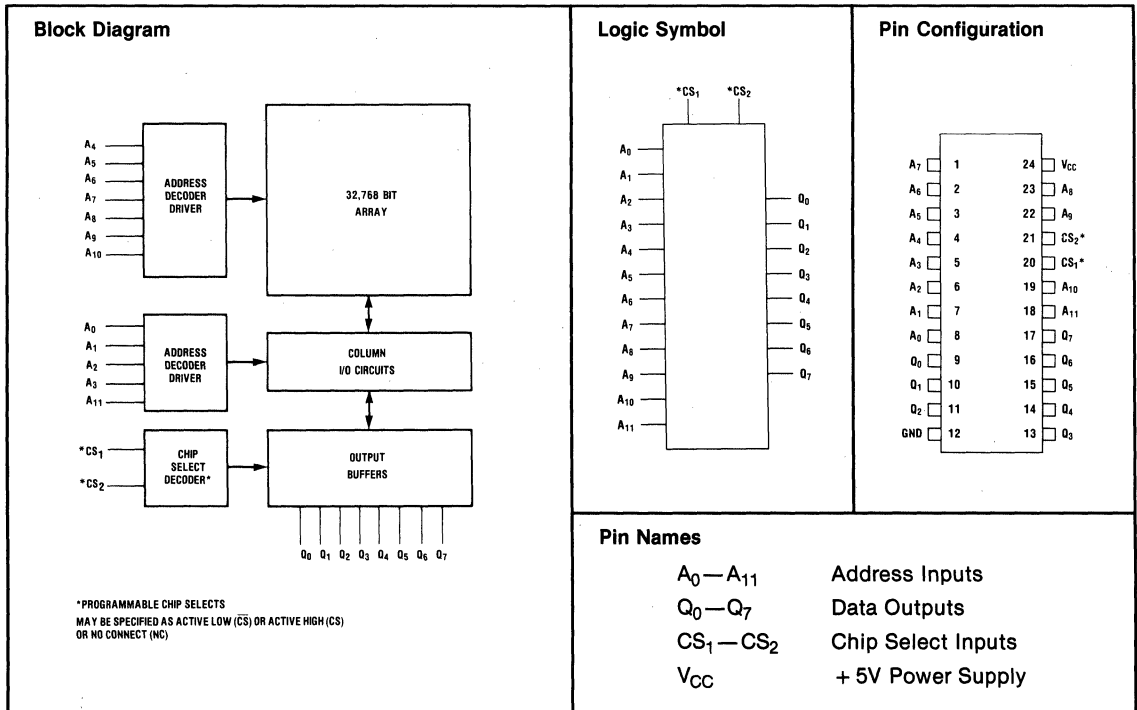 Block Diagram
A4
A5
A6
A7
A8
A9
A10
ADDRESS
DECODER
DRIVER
32,768 BIT
ARRAY
A0
A1
A2
A3
A11
ADDRESS
DECODER
DRIVER
COLUMN
I/O CIRCUITS
*CS1
*CS2
CHIP
SELECT
DECODER*
OUTPUT
BUFFERS
Q0 Q1 Q2 Q3 Q4 Q5 Q6 Q7
*PROGRAMMABLE CHIP SELECTS
MAY BE SPECIFIED AS ACTIVE LOW (C̅S̅) OR ACTIVE HIGH (CS)
OR NO CONNECT (NC)
Logic Symbol
*CS1 *CS2
A0
A1
A2
A3
A4
A5
A6
A7
A8
A9
A10
A11
Q0
Q1
Q2
Q3
Q4
Q5
Q6
Q7
Pin Configuration
A7 1 24 VCC
A6 2 23 A8
A5 3 22 A9
A4 4 21 CS2*
A3 5 20 CS1*
A2 6 19 A10
A1 7 18 A11
A0 8 17 Q7
Q0 9 16 Q6
Q1 10 15 Q5
Q2 11 14 Q4
GND 12 13 Q3
Pin Names
A0—A11 Address Inputs
Q0—Q7 Data Outputs
CS1—CS2 Chip Select Inputs
VCC +5V Power Supply